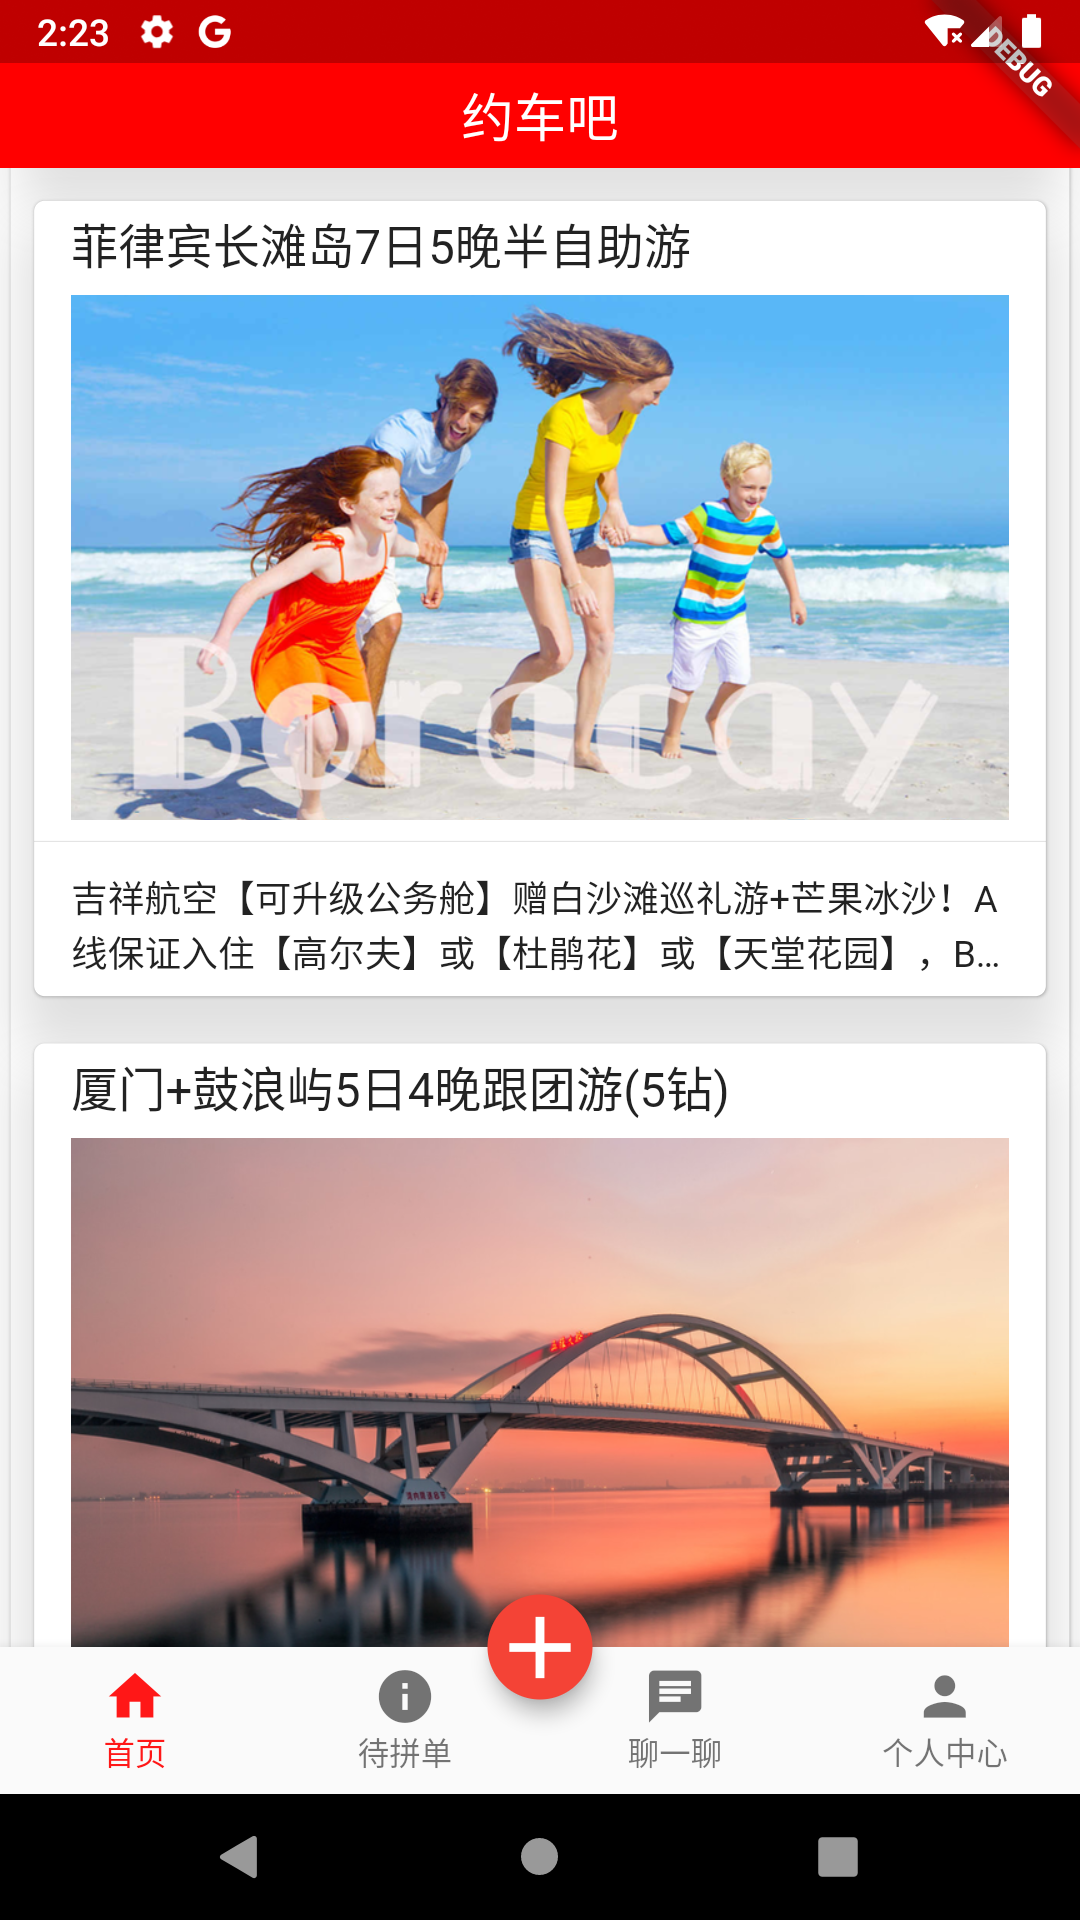 2:23
DEBUG
约车吧
菲律宾长滩岛7日5晚半自助游
Boracay
吉祥航空【可升级公务舱】赠白沙滩巡礼游+芒果冰沙！A
线保证入住【高尔夫】或【杜鹃花】或【天堂花园】，B...
厦门+鼓浪屿5日4晚跟团游(5钻)
首页
待拼单
聊一聊
个人中心